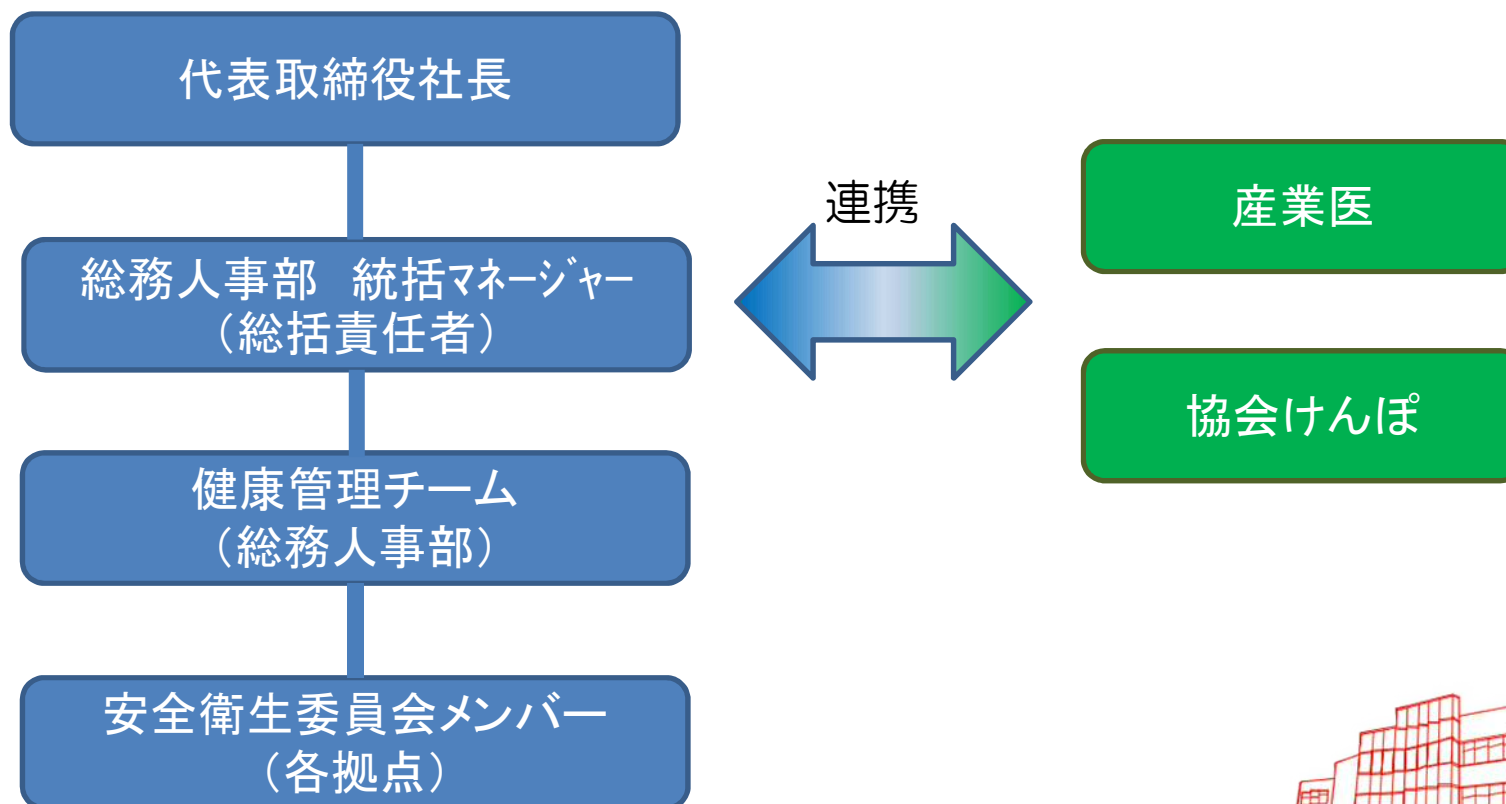 代表取締役社長
総務人事部　統括ﾏﾈｰｼﾞｬｰ
（総括責任者）
健康管理チーム
（総務人事部）
安全衛生委員会メンバー
（各拠点）
連携
産業医
協会けんぽ